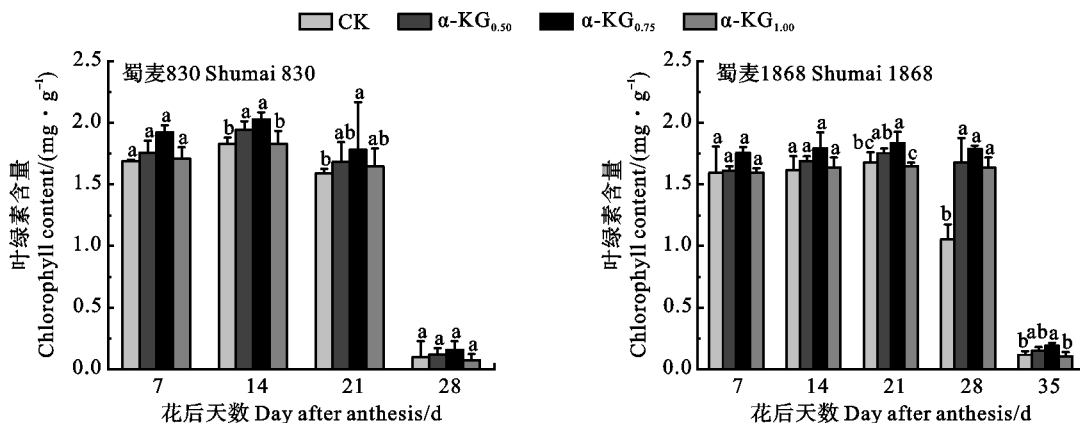 CK α-KG0.50 α-KG0.75 α-KG1.00
蜀麦830 Shumai 830
叶绿素含量
Chlorophyll content/(mg · g⁻¹)
2.5
2.0
1.5
1.0
0.5
0.0
a a a a
b a a b
b ab a ab
a a a a
7 14 21 28
花后天数 Day after anthesis/d
蜀麦1868 Shumai 1868
叶绿素含量
Chlorophyll content/(mg · g⁻¹)
2.5
2.0
1.5
1.0
0.5
0.0
a a a a
a a a a
bc ab a c
b a a a
b ab a b
7 14 21 28 35
花后天数 Day after anthesis/d